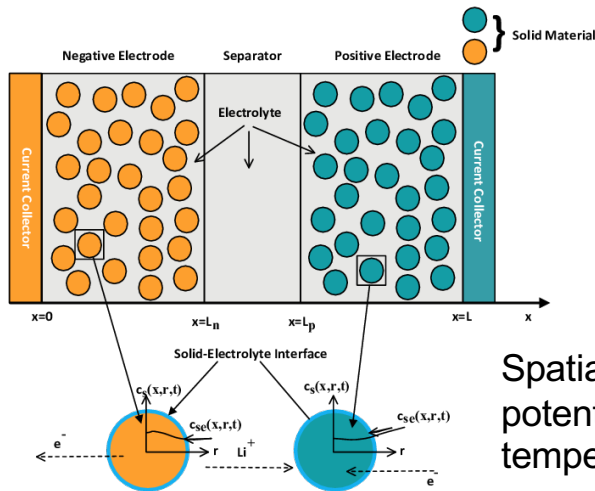 Solid Material
Negative Electrode Separator Positive Electrode
Electrolyte
Current Collector
Current Collector
x=0 x=Ln x=Lp x=L x
Solid-Electrolyte Interface
cs(x,r,t) cs(x,r,t)
cse(x,r,t) cse(x,r,t)
e- r Li+ r e-
Spatia
potent
tempe